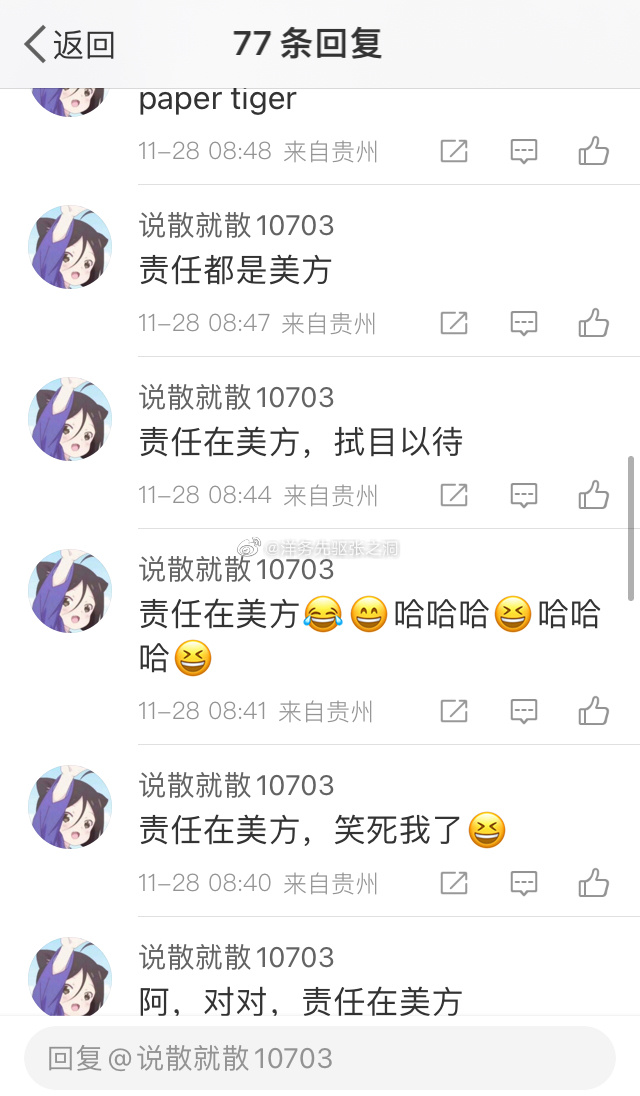 返回
77 条回复
paper tiger
11-28 08:48 来自贵州
说散就散10703
责任都是美方
11-28 08:47 来自贵州
说散就散10703
责任在美方，拭目以待
11-28 08:44 来自贵州
@洋务先驱张之洞
说散就散10703
责任在美方😂😄哈哈哈😆哈哈
哈😆
11-28 08:41 来自贵州
说散就散10703
责任在美方，笑死我了😆
11-28 08:40 来自贵州
说散就散10703
阿，对对，责任在美方
回复@说散就散10703